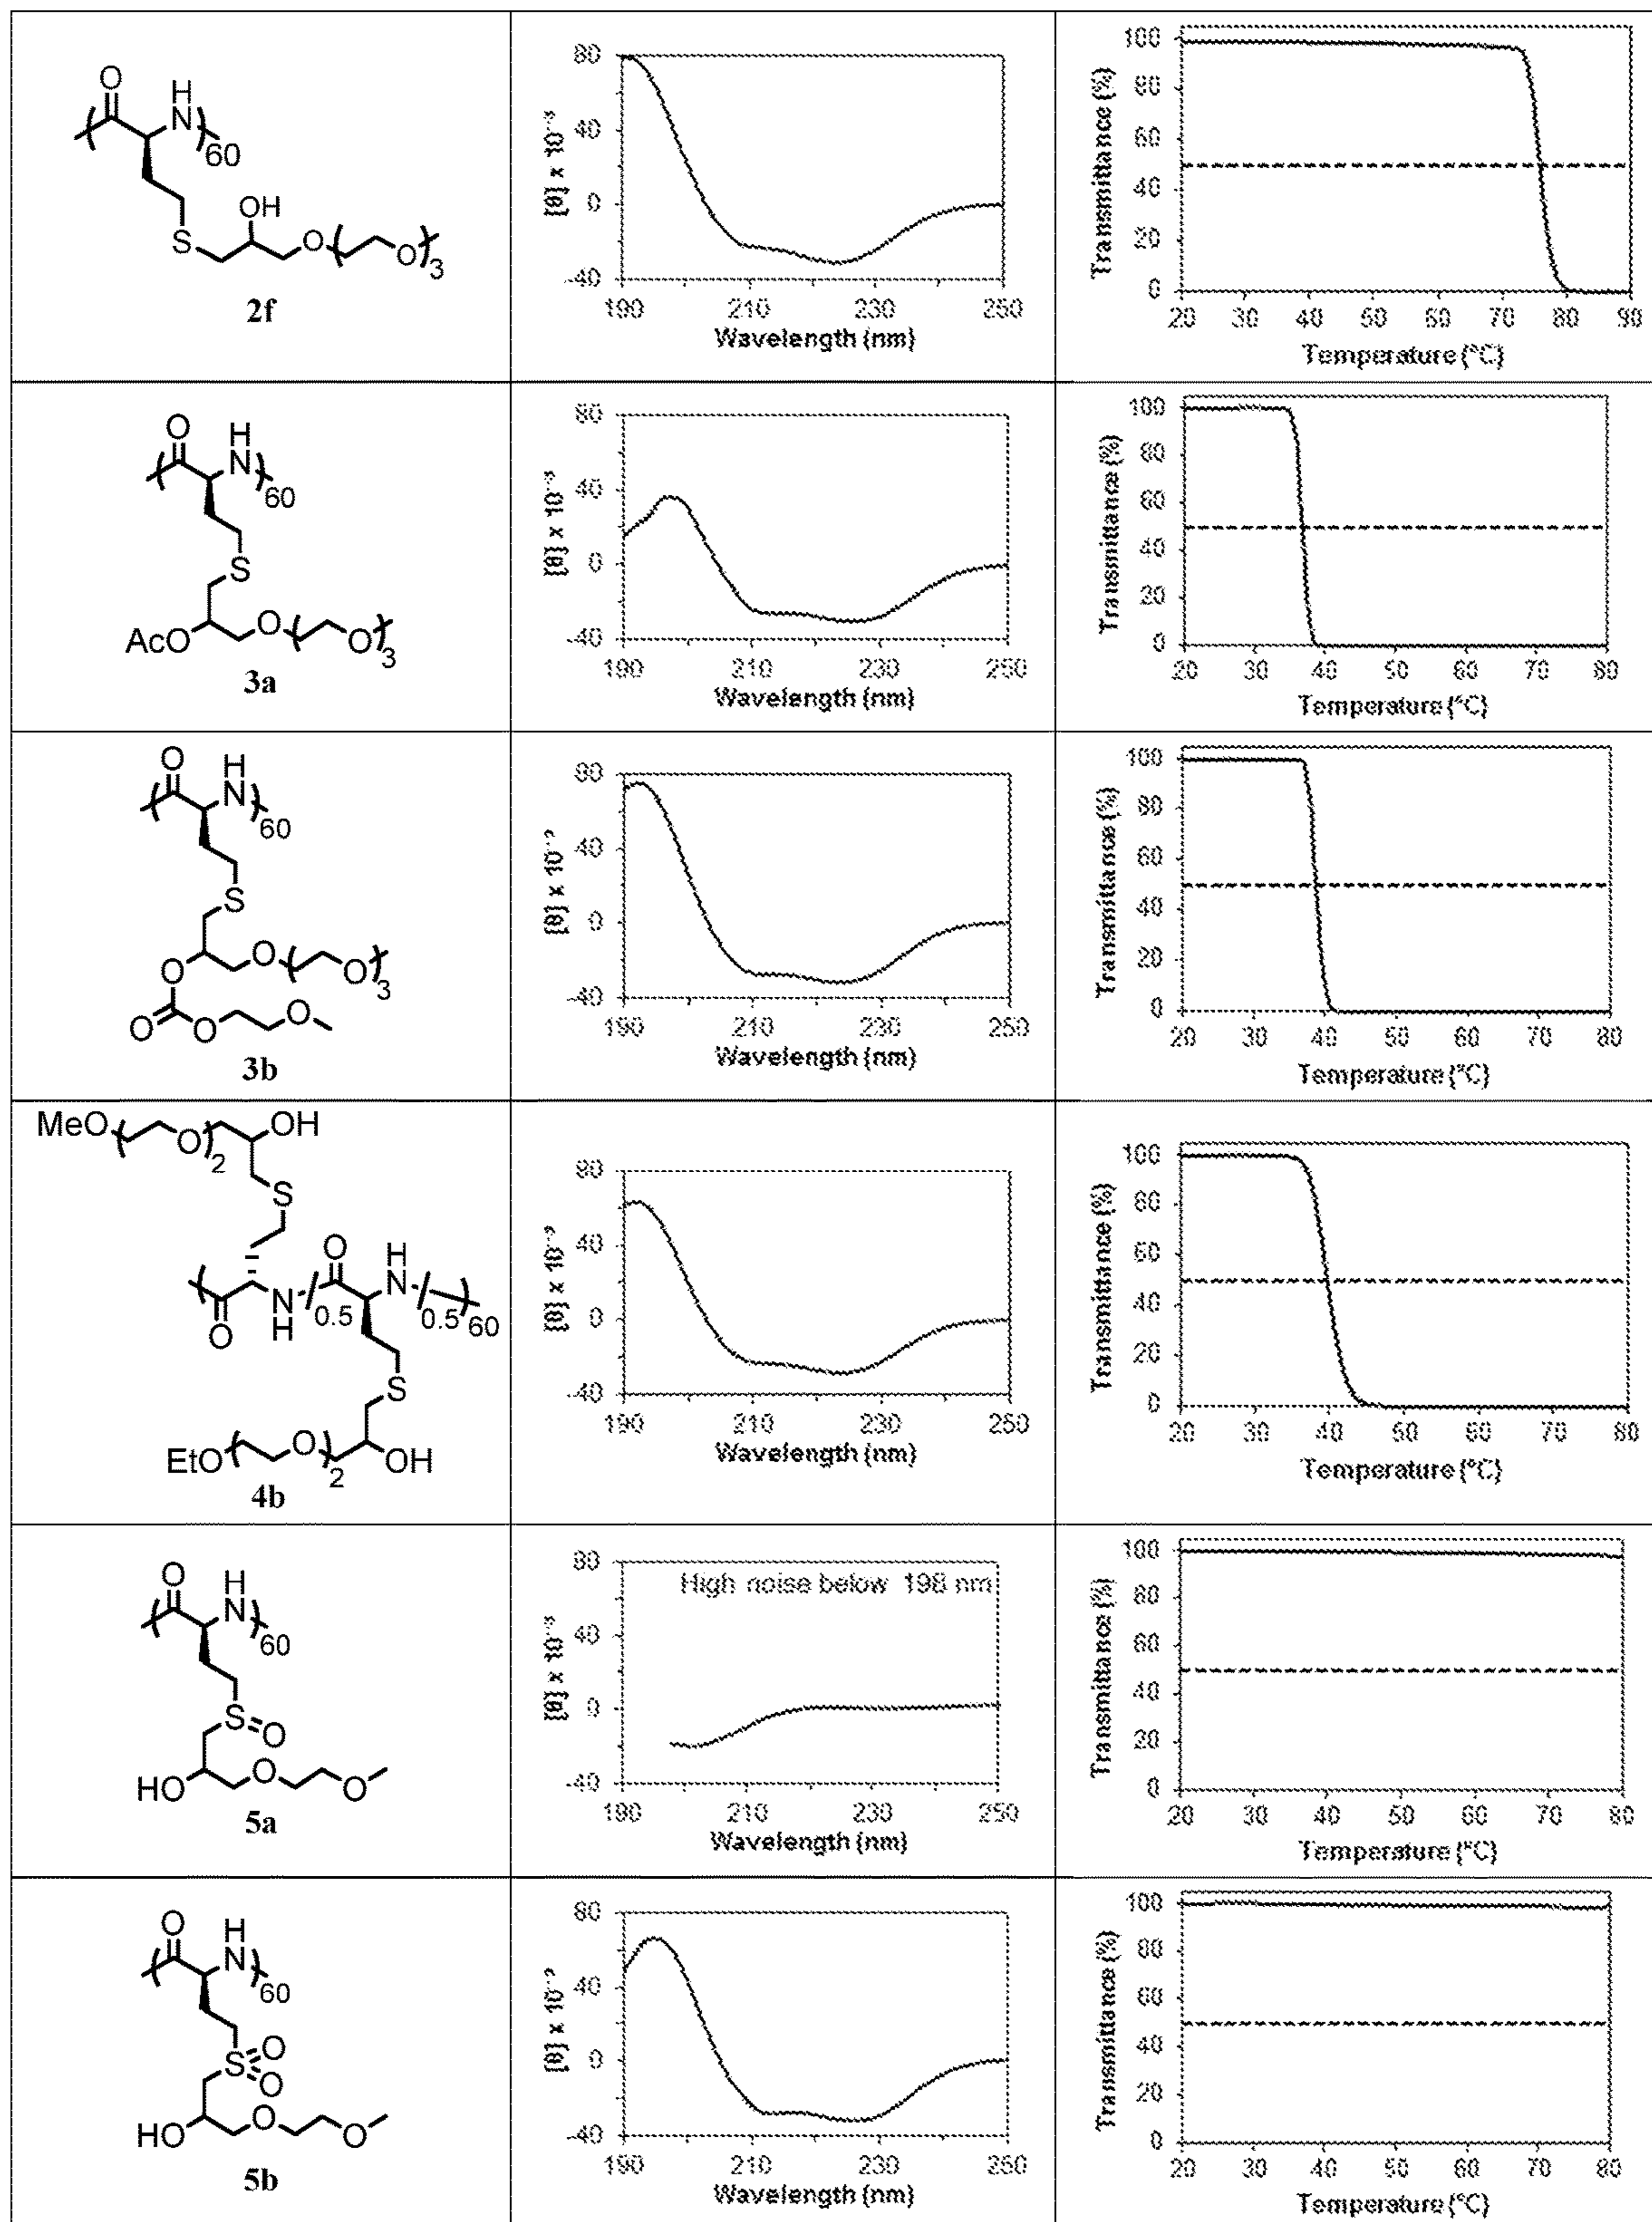 O
H
N
60
OH
S
O
O
3
2f
80
40
0
-40
[θ] x 10⁻³
190
210
230
250
Wavelength (nm)
100
80
60
40
20
0
Transmittance (%)
20 30 40 50 60 70 80 90
Temperature (°C)
O
H
N
60
S
AcO
O
O
3
3a
80
40
0
-40
[θ] x 10⁻³
190
210
230
250
Wavelength (nm)
100
80
60
40
20
0
Transmittance (%)
20 30 40 50 60 70 80
Temperature (°C)
O
H
N
60
S
O
O
O
3
O
O
O
3b
80
40
0
-40
[θ] x 10⁻³
190
210
230
250
Wavelength (nm)
100
80
60
40
20
0
Transmittance (%)
20 30 40 50 60 70 80
Temperature (°C)
MeO
O
2
OH
S
O
H
N
O
N
H
0.5
0.5
60
S
EtO
O
2
OH
4b
80
40
0
-40
[θ] x 10⁻³
190
210
230
250
Wavelength (nm)
100
80
60
40
20
0
Transmittance (%)
20 30 40 50 60 70 80
Temperature (°C)
O
H
N
60
S
O
HO
O
O
5a
80
40
0
-40
[θ] x 10⁻³
High noise below 198 nm
190
210
230
250
Wavelength (nm)
100
80
60
40
20
0
Transmittance (%)
20 30 40 50 60 70 80
Temperature (°C)
O
H
N
60
S
O
O
HO
O
O
5b
80
40
0
-40
[θ] x 10⁻³
190
210
230
250
Wavelength (nm)
100
80
60
40
20
0
Transmittance (%)
20 30 40 50 60 70 80
Temperature (°C)